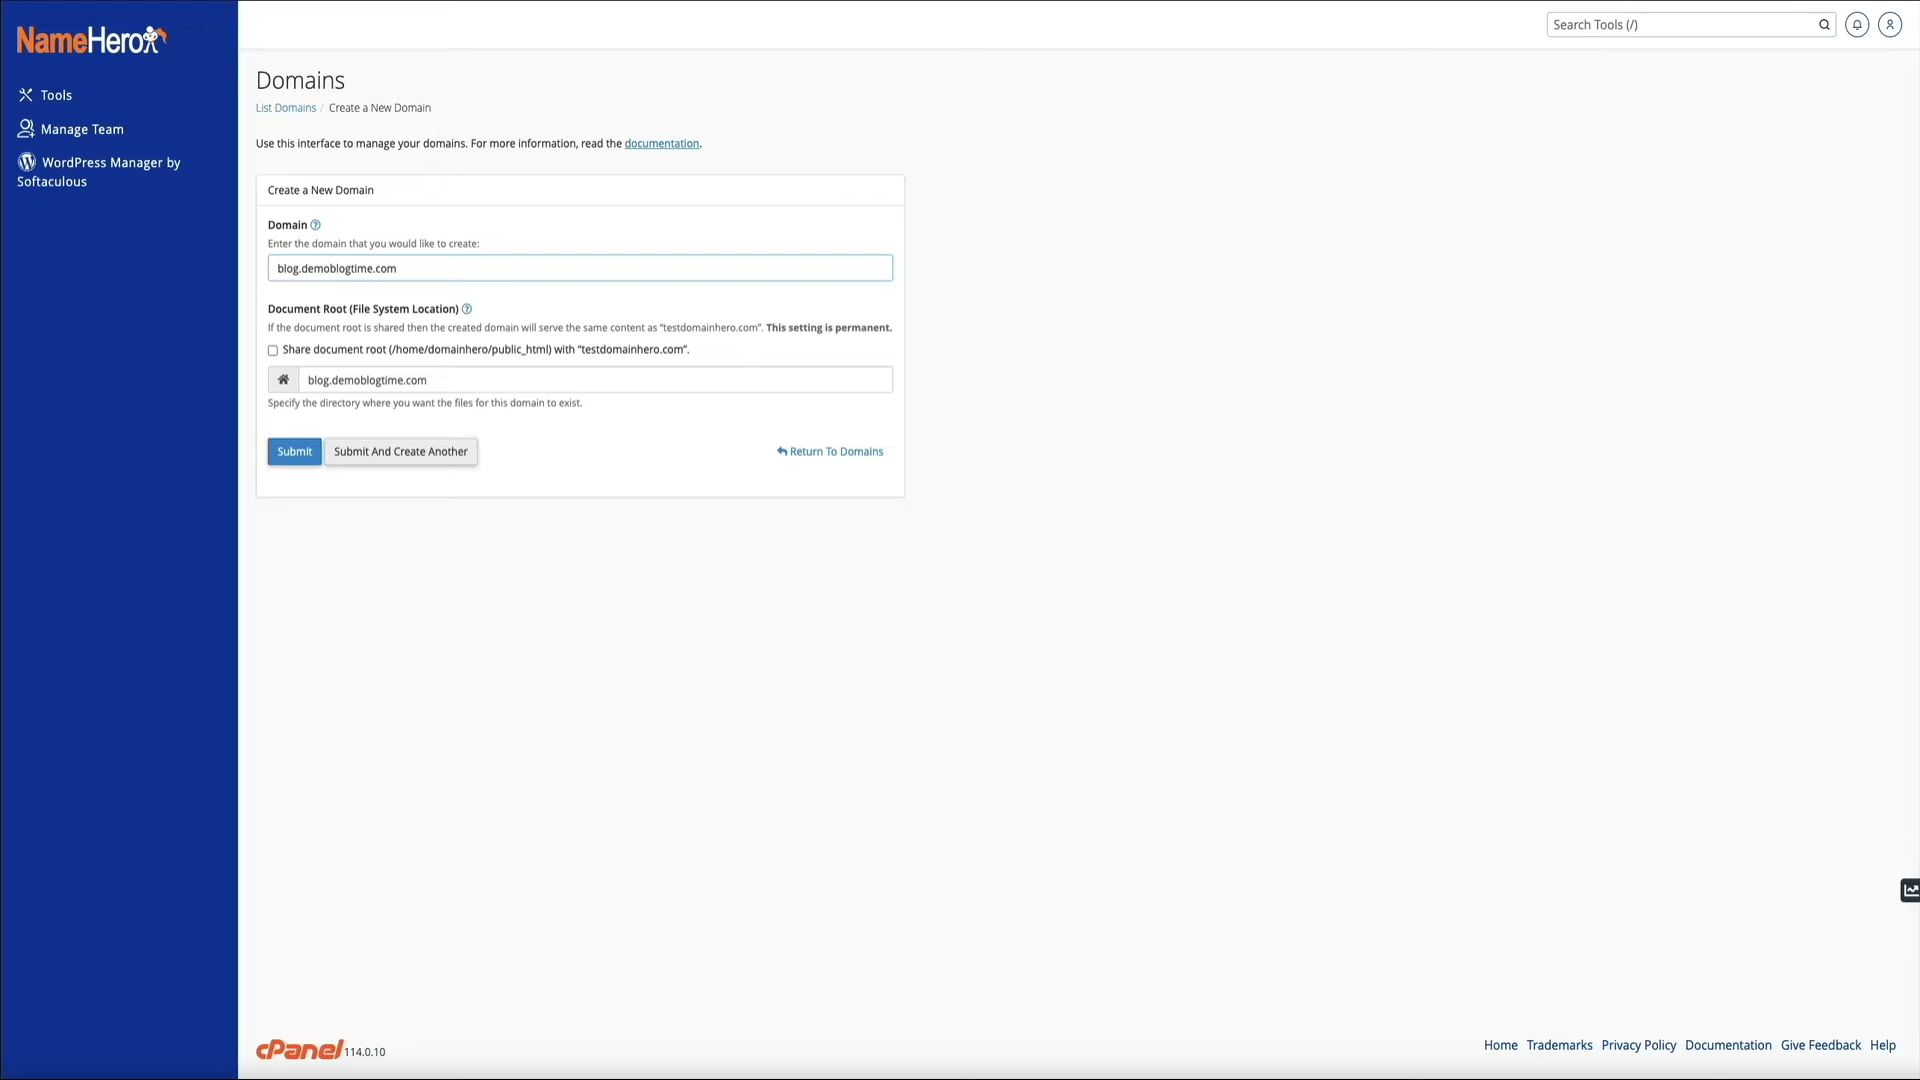 NameHero
Search Tools (/)
Tools
Manage Team
WordPress Manager by
Softaculous
Domains
List Domains / Create a New Domain
Use this interface to manage your domains. For more information, read the documentation.
Create a New Domain
Domain
Enter the domain that you would like to create:
blog.demoblogtime.com
Document Root (File System Location)
If the document root is shared then the created domain will serve the same content as “testdomainhero.com”. This setting is permanent.
Share document root (/home/domainhero/public_html) with “testdomainhero.com”.
blog.demoblogtime.com
Specify the directory where you want the files for this domain to exist.
Submit
Submit And Create Another
Return To Domains
cPanel 114.0.10
Home Trademarks Privacy Policy Documentation Give Feedback Help